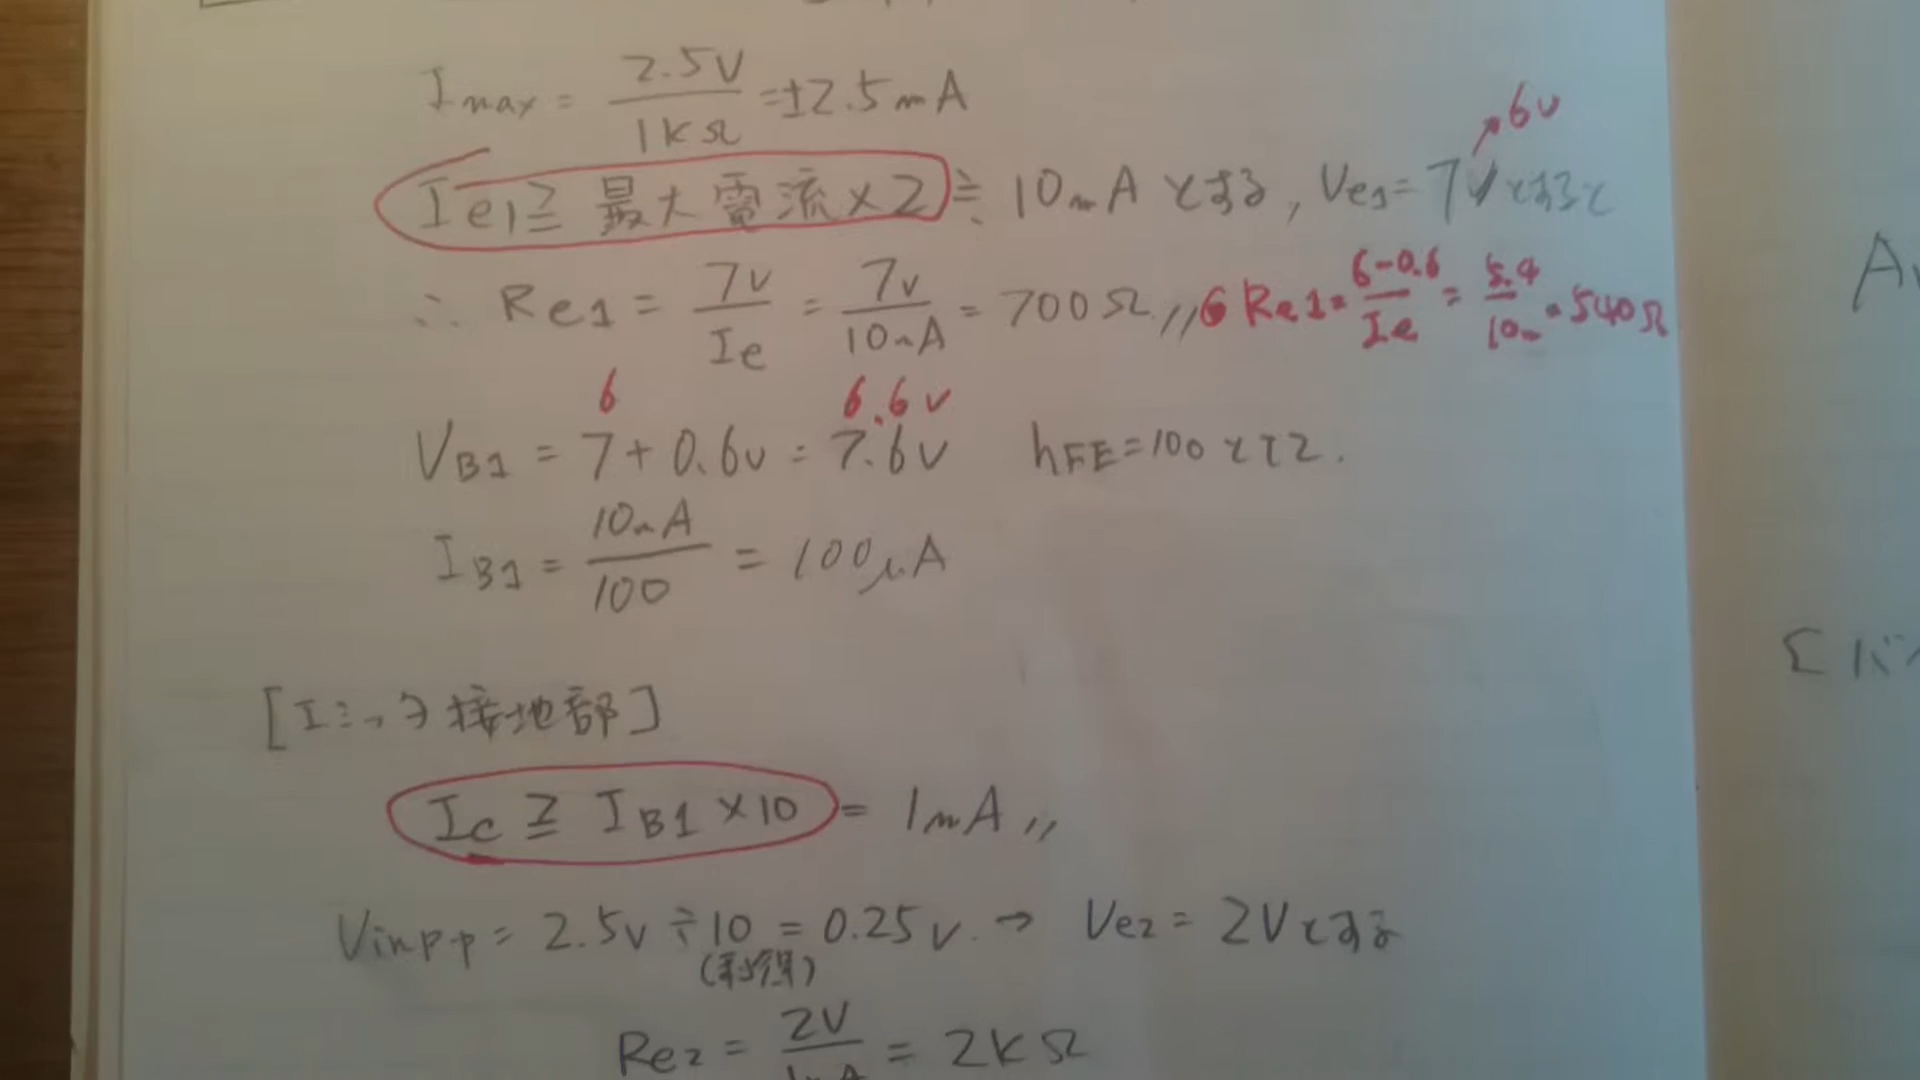 Imax = 2.5V / 1kΩ = ±2.5mA
6v
Ie1 ≧ 最大電流×2 ≒ 10mA とする, Ve1 = 7V とすると
∴ Re1 = 7v / Ie = 7v / 10mA = 700Ω 〃 Re1 = 6-0.6 / Ie = 5.4 / 10m = 540Ω
6 6.6v
VB1 = 7 + 0.6v = 7.6v hFE=100 として.
IB1 = 10mA / 100 = 100μA
[エミッタ接地部]
Ic ≧ IB1 ×10 = 1mA 〃
Vinp-p = 2.5v ÷ 10 = 0.25v. → Ve2 = 2V とする
(利得)
Re2 = 2V / 1mA = 2kΩ